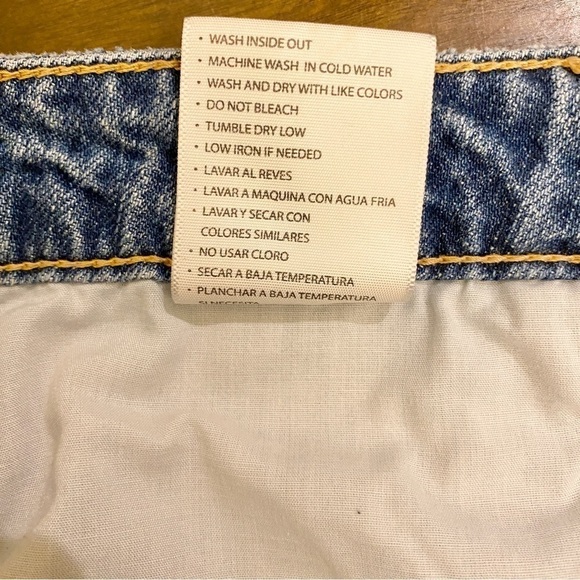 • WASH INSIDE OUT
• MACHINE WASH IN COLD WATER
• WASH AND DRY WITH LIKE COLORS
• DO NOT BLEACH
• TUMBLE DRY LOW
• LOW IRON IF NEEDED
• LAVAR AL REVES
• LAVAR A MAQUINA CON AGUA FRIA
• LAVAR Y SECAR CON
COLORES SIMILARES
• NO USAR CLORO
• SECAR A BAJA TEMPERATURA
• PLANCHAR A BAJA TEMPERATURA
SI NECESITA